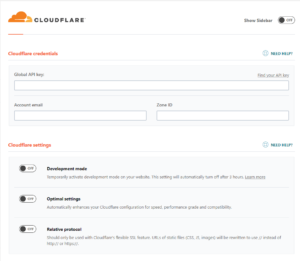 CLOUDFLARE
Show Sidebar OFF
Cloudflare credentials NEED HELP?
Global API key: Find your API key
Account email Zone ID
Cloudflare settings NEED HELP?
OFF Development mode
Temporarily activate development mode on your website. This setting will automatically turn off after 3 hours. Learn more
OFF Optimal settings
Automatically enhances your Cloudflare configuration for speed, performance grade and compatibility.
OFF Relative protocol
Should only be used with Cloudflare's flexible SSL feature. URLs of static files (CSS, JS, images) will be rewritten to use // instead of
http:// or https://.